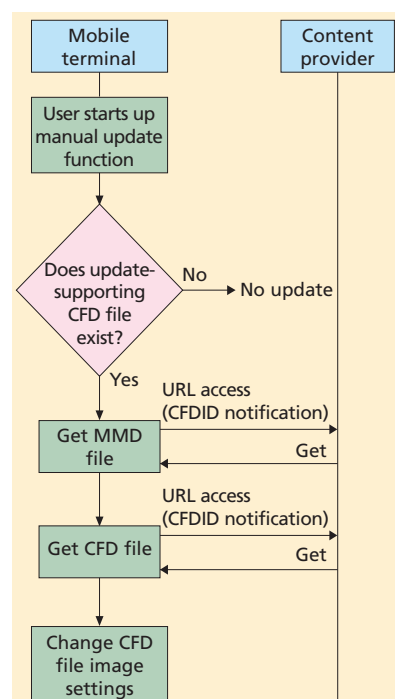 Mobile
terminal
Content
provider
User starts up
manual update
function
Does update-
supporting
CFD file
exist?
No
No update
Yes
URL access
(CFDID notification)
Get MMD
file
Get
URL access
(CFDID notification)
Get CFD file
Get
Change CFD
file image
settings